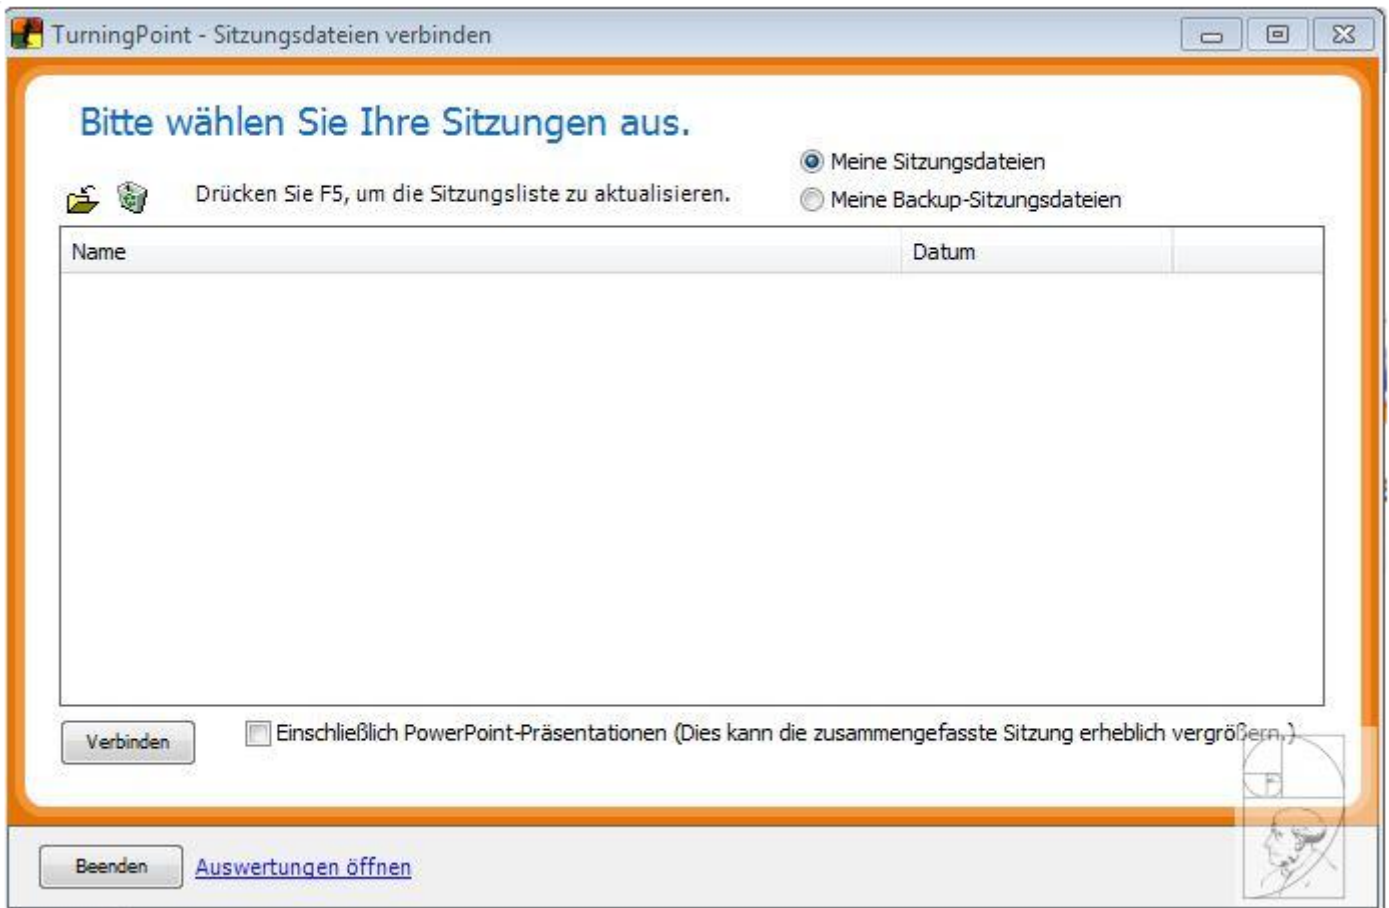 TurningPoint - Sitzungsdateien verbinden
Bitte wählen Sie Ihre Sitzungen aus.
Meine Sitzungsdateien
Drücken Sie F5, um die Sitzungsliste zu aktualisieren.
Meine Backup-Sitzungsdateien
Name Datum
Verbinden
Einschließlich PowerPoint-Präsentationen (Dies kann die zusammengefasste Sitzung erheblich vergrößern.)
F
Beenden
Auswertungen öffnen